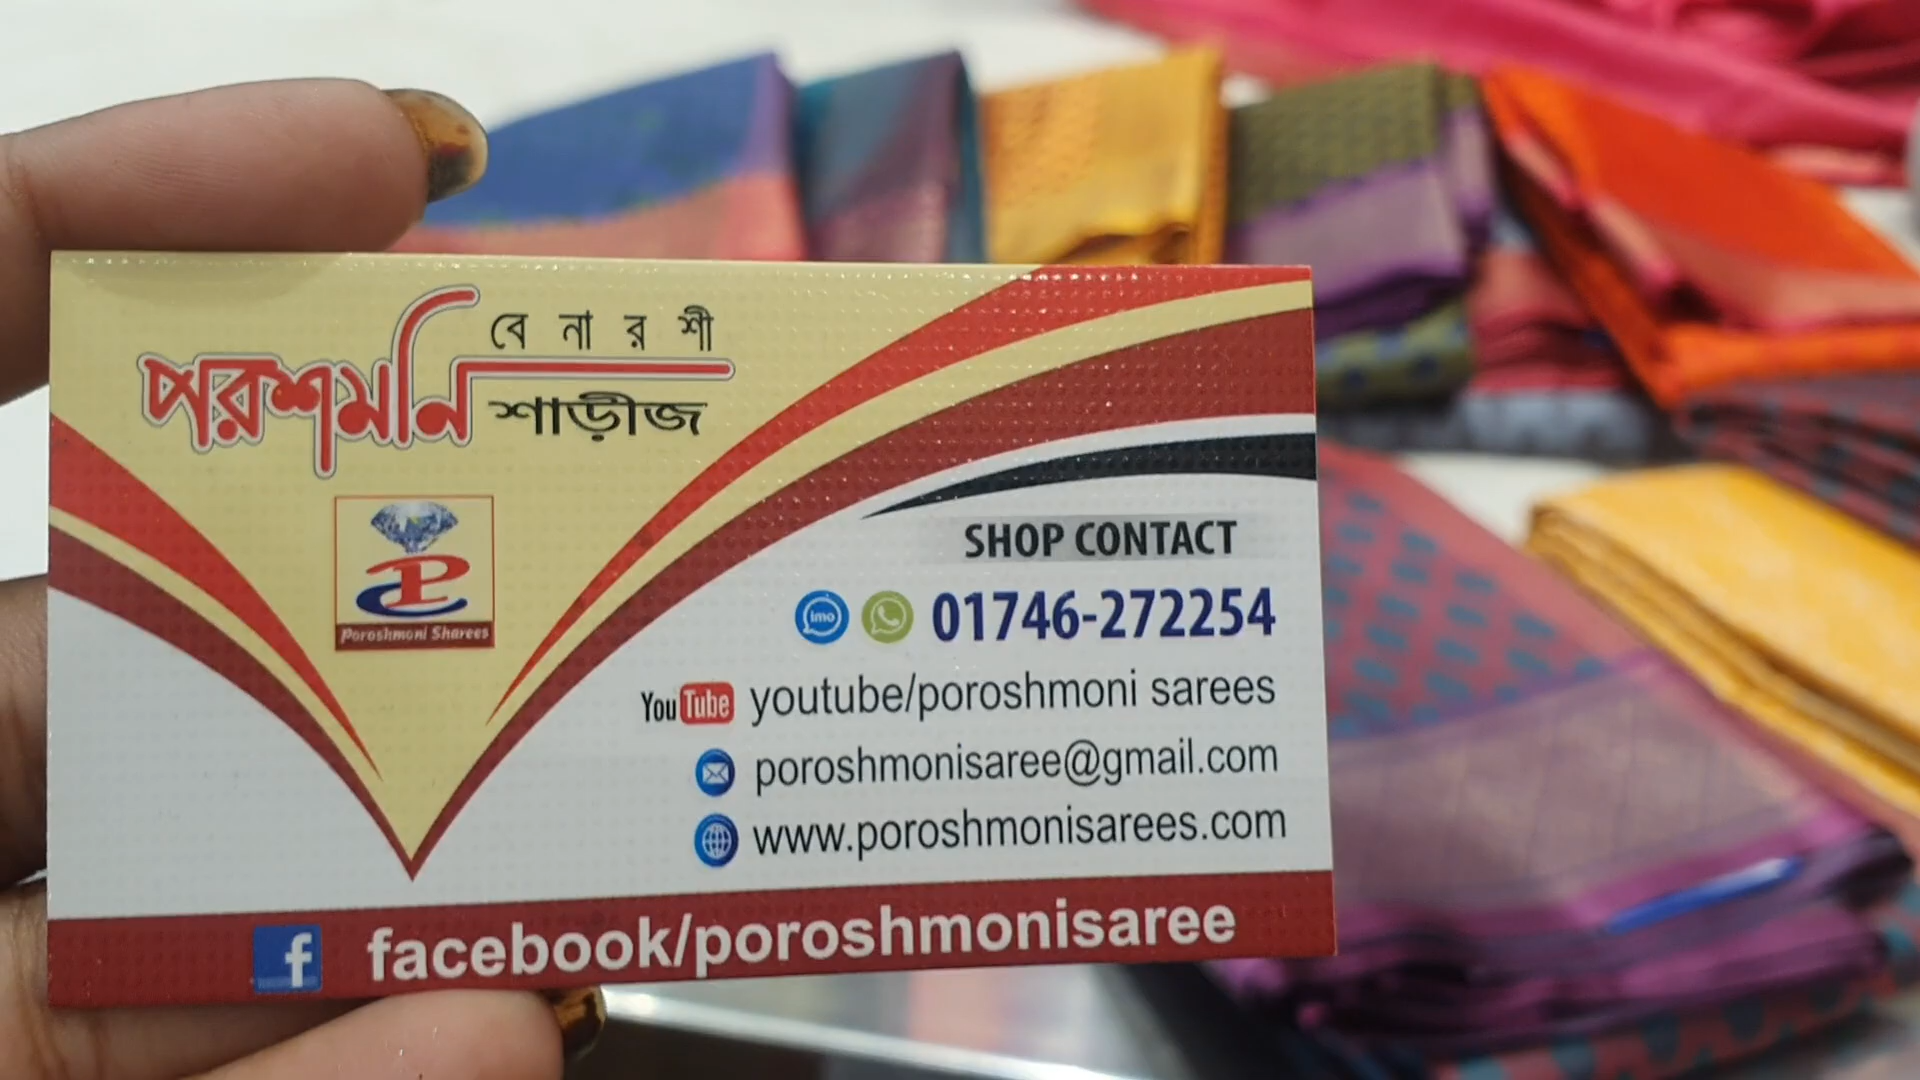 পরশমনি বেনারশী
শাড়ীজ
P
Poroshmoni Sharees
SHOP CONTACT
imo 01746-272254
YouTube youtube/poroshmoni sarees
poroshmonisaree@gmail.com
www.poroshmonisarees.com
f facebook/poroshmonisaree